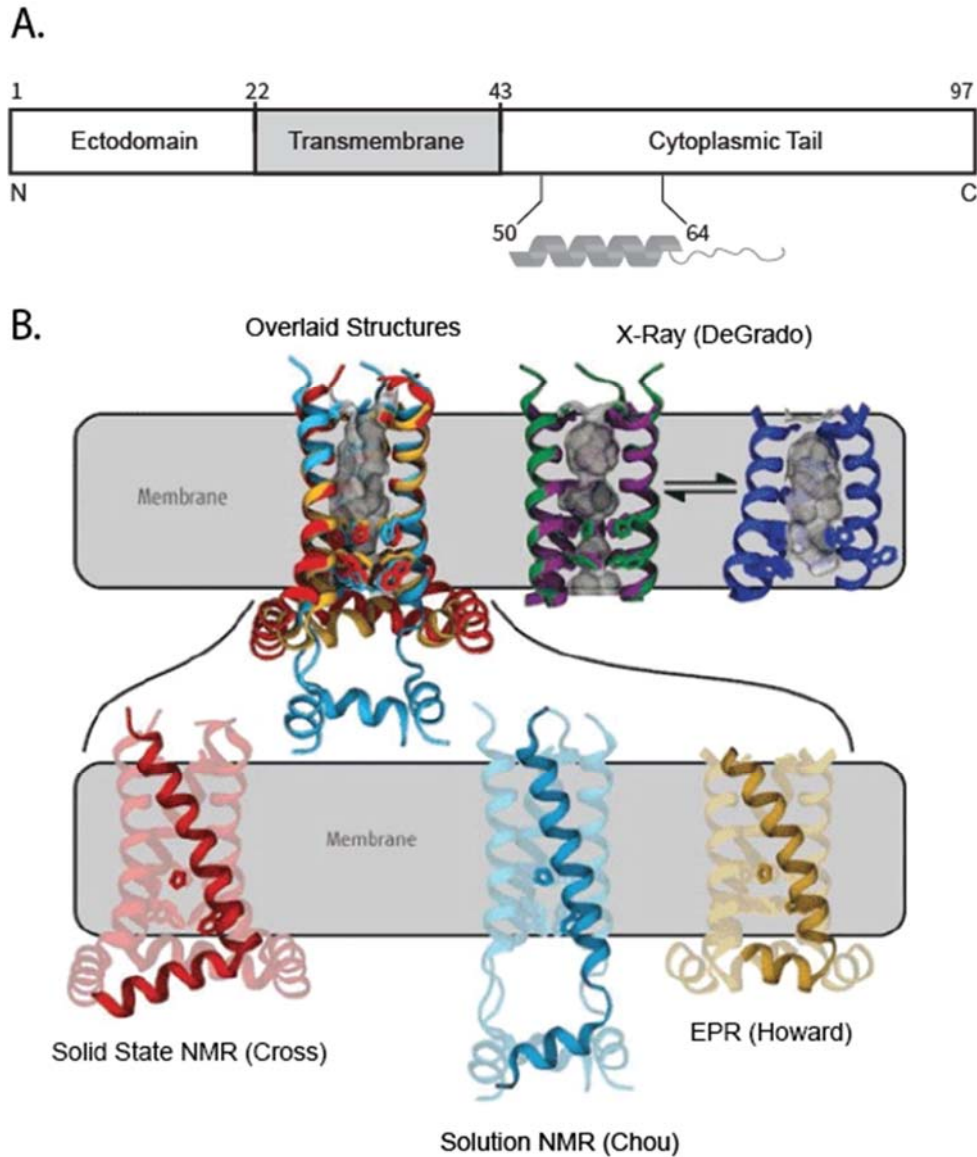 A.
1 22 43 97
Ectodomain Transmembrane Cytoplasmic Tail
N C
50 64
B.
Overlaid Structures X-Ray (DeGrado)
Membrane
Membrane
Solid State NMR (Cross)
EPR (Howard)
Solution NMR (Chou)